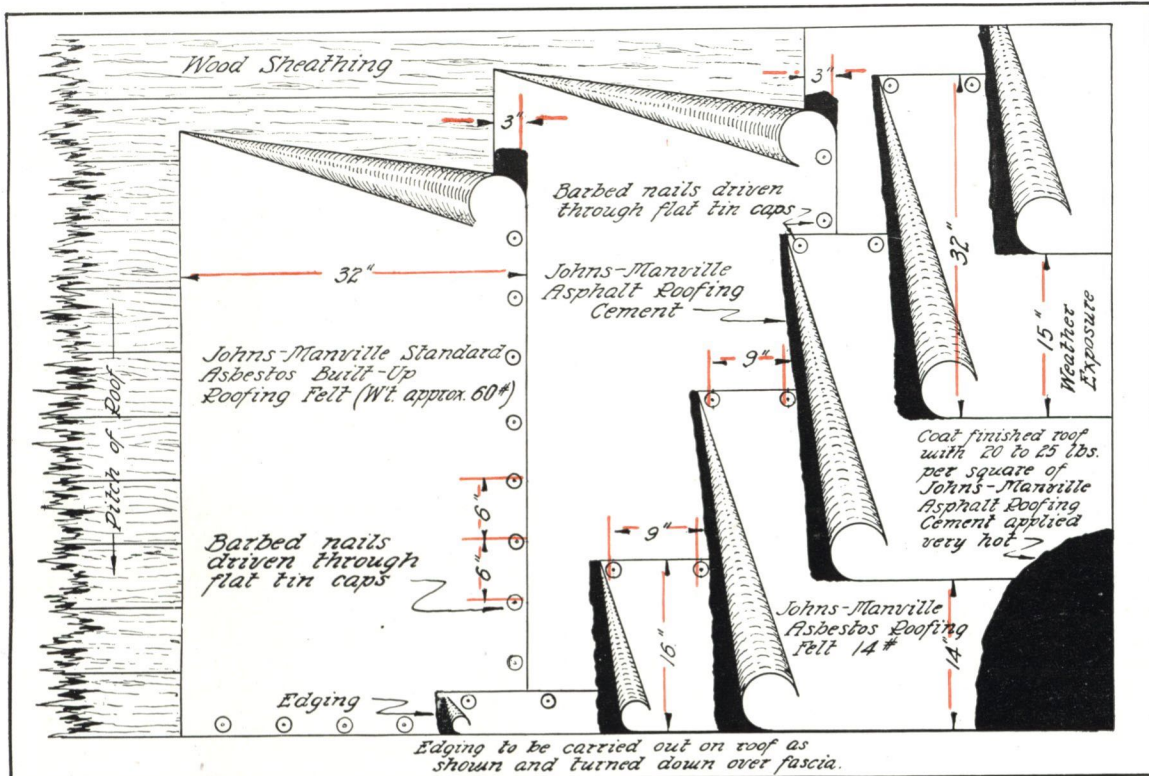 Wood Sheathing
3"
3"
Barbed nails driven
through flat tin caps
32"
32"
Johns-Manville
Asphalt Roofing
Cement
15"
Weather
Exposure
Johns-Manville Standard
Asbestos Built-Up
Roofing Felt (Wt. approx. 60#)
9"
Pitch of Roof
Coat finished roof
with 20 to 25 lbs.
per square of
Johns-Manville
Asphalt Roofing
Cement applied
very hot
6"
6"
Barbed nails
driven through
flat tin caps
9"
Johns-Manville
Asbestos Roofing
Felt 14#
16"
14"
Edging
Edging to be carried out on roof as
shown and turned down over fascia.